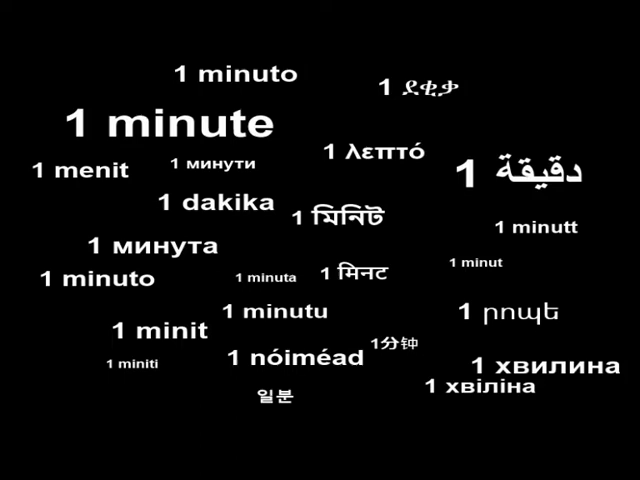 1 minuto
1 ደቂቃ
1 minute
1 λεπτό
1 menit
1 минути
1 دقيقة
1 dakika
1 মিনিট
1 minutt
1 минута
1 minut
1 minuto
1 minuta
1 मिनट
1 minutu
1 րոպե
1 minit
1分钟
1 miniti
1 nóiméad
1 хвилина
1 хвіліна
일분